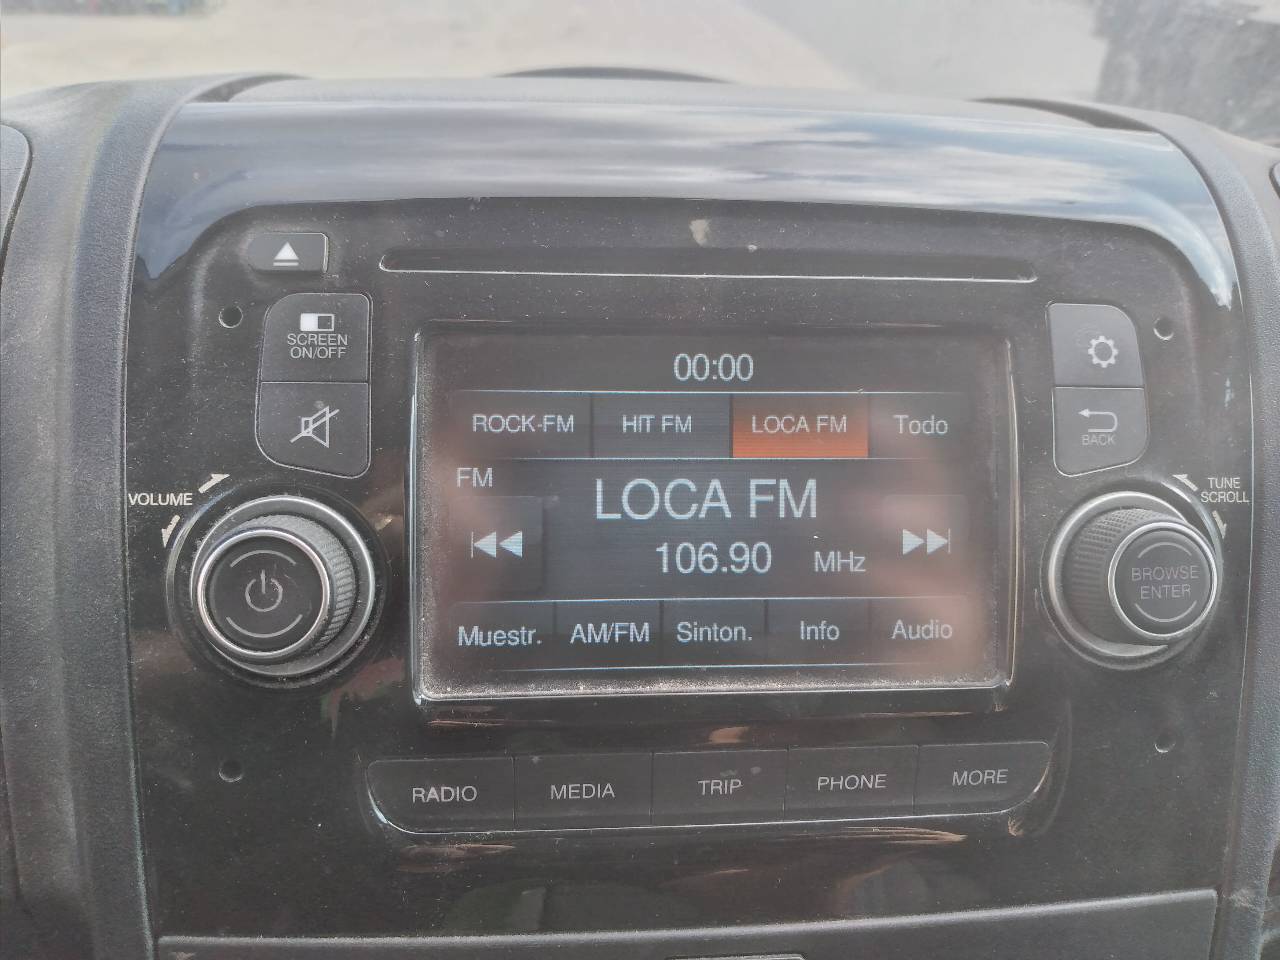 SCREEN
ON/OFF
VOLUME
00:00
ROCK-FM HIT FM LOCA FM Todo
FM
LOCA FM
106.90 MHz
Muestr. AM/FM Sinton. Info Audio
BACK
TUNE
SCROLL
BROWSE
ENTER
RADIO MEDIA TRIP PHONE MORE